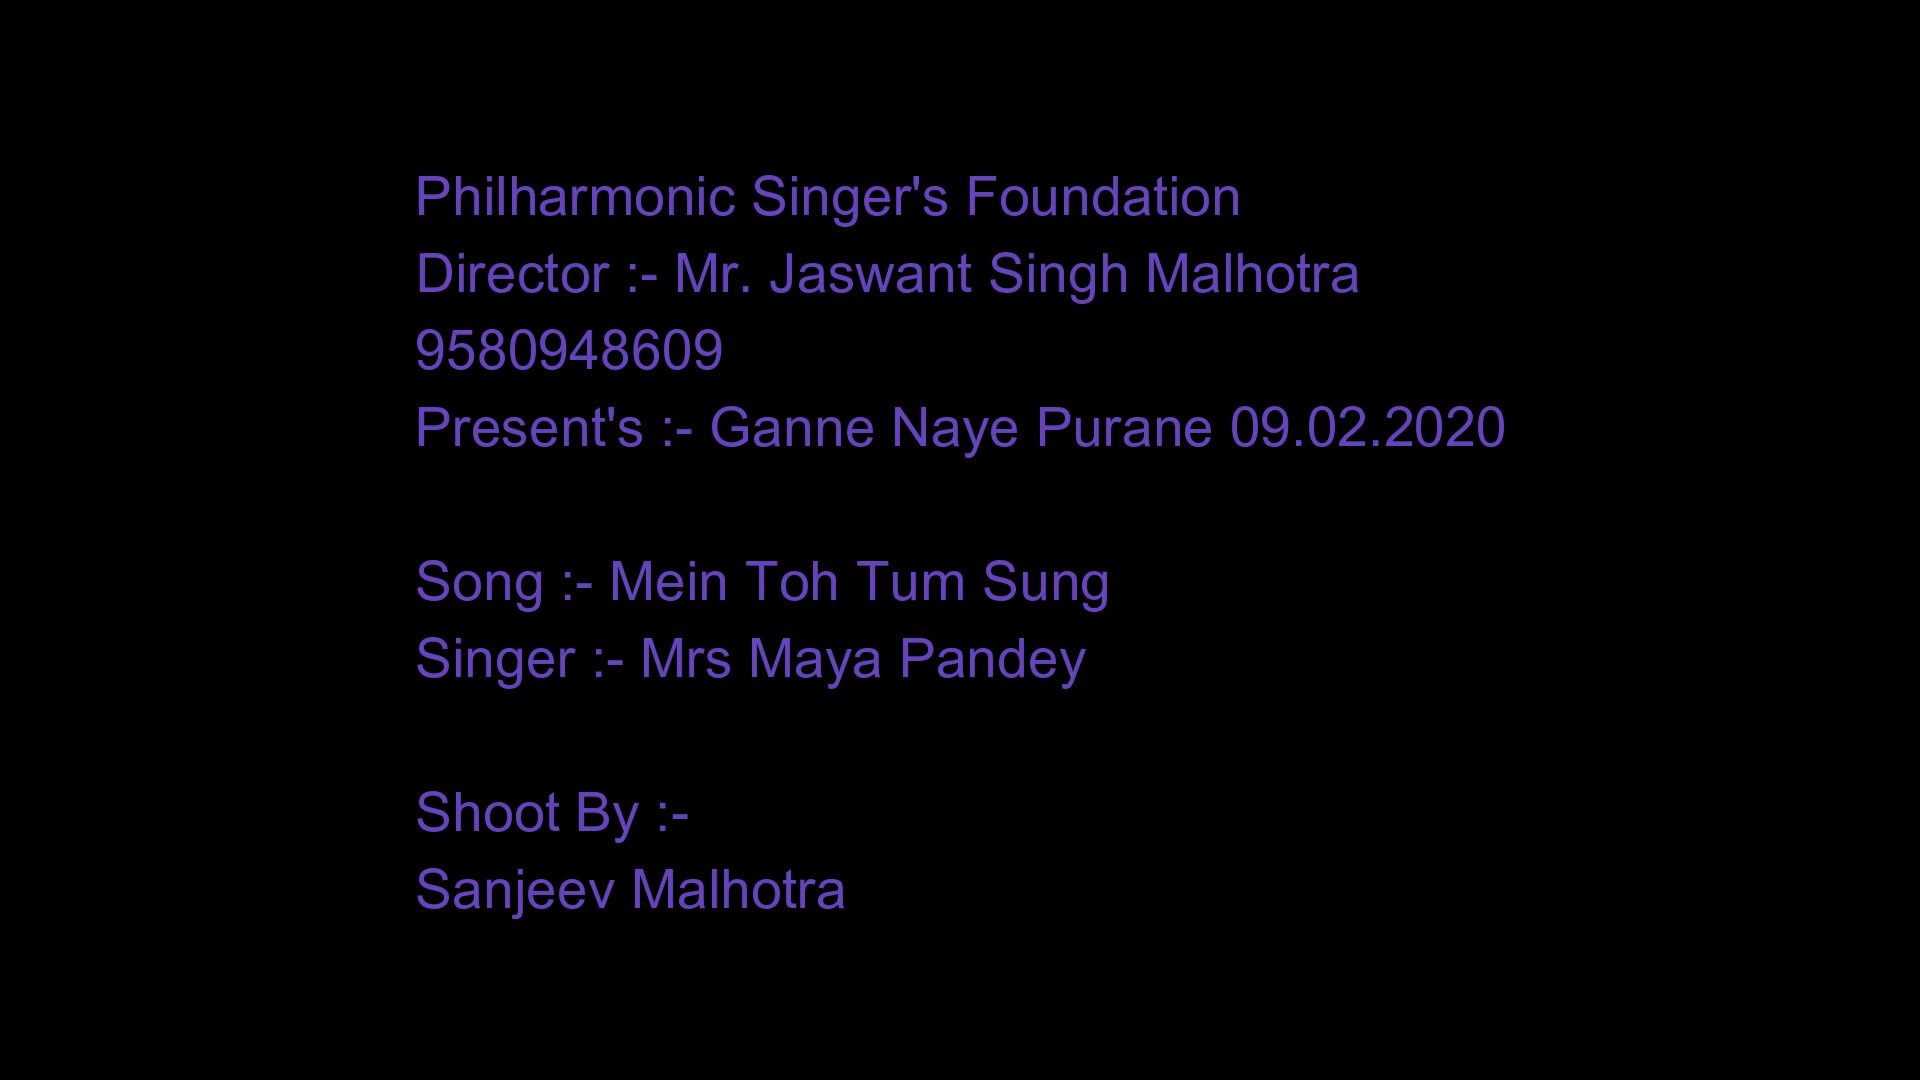 Philharmonic Singer's Foundation
Director :- Mr. Jaswant Singh Malhotra
9580948609
Present's :- Ganne Naye Purane 09.02.2020
Song :- Mein Toh Tum Sung
Singer :- Mrs Maya Pandey
Shoot By :-
Sanjeev Malhotra